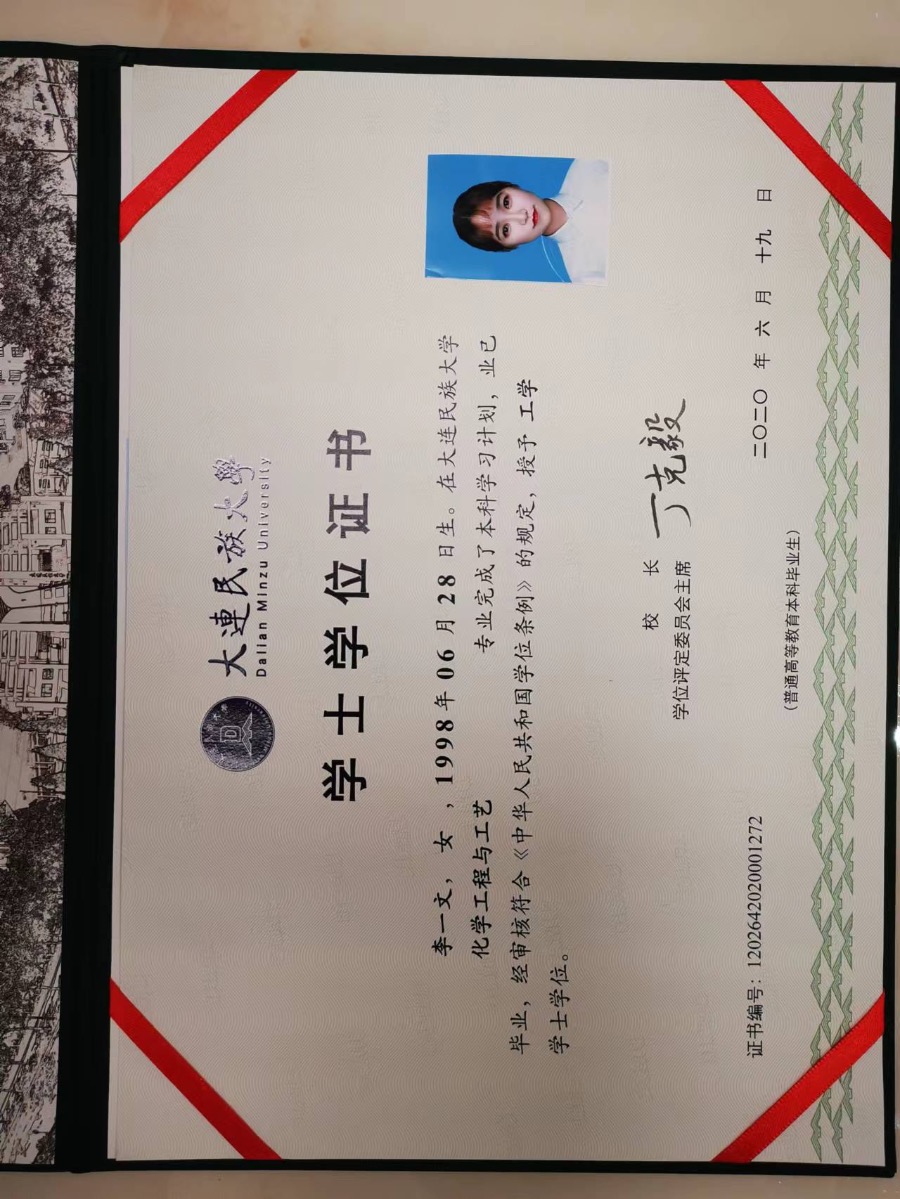 大連民族大學
Dalian Minzu University
学士学位证书
李一文，女，1998年06月28日生。在大连民族大学
化学工程与工艺 专业完成了本科学习计划，业已
毕业，经审核符合《中华人民共和国学位条例》的规定，授予 工学
学士学位。
校长
学位评定委员会主席
丁克毅
证书编号：1202642020001272
二〇二〇年六月十九日
（普通高等教育本科毕业生）